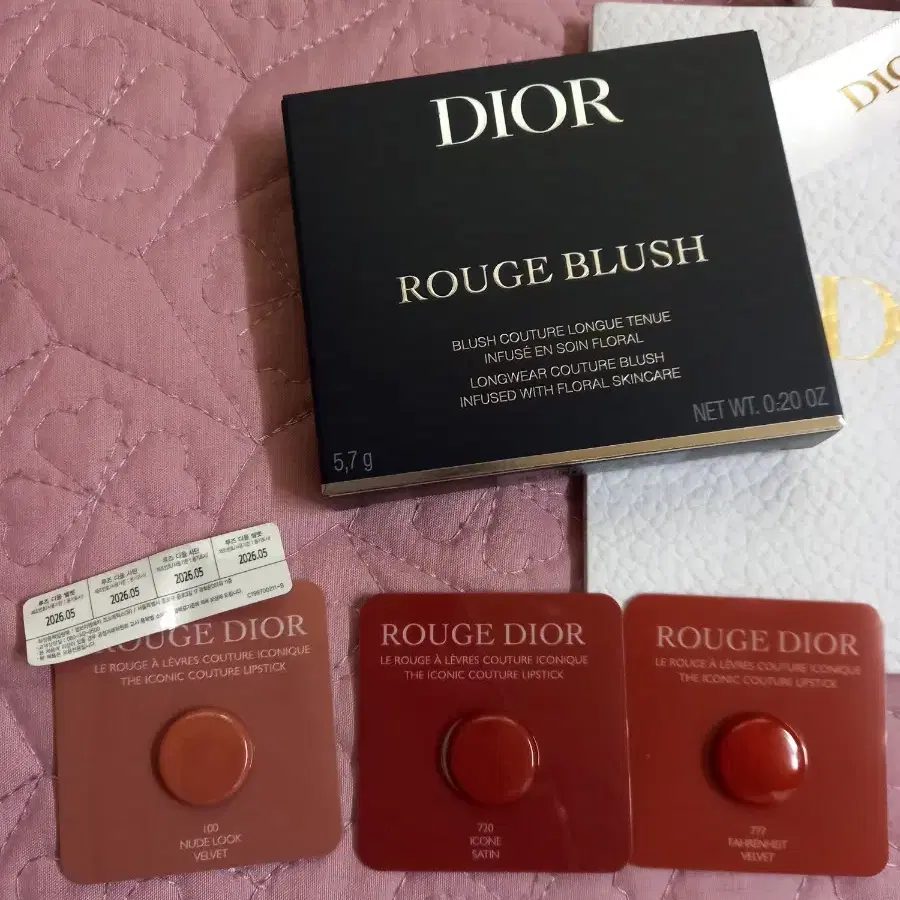 DIOR
ROUGE BLUSH
BLUSH COUTURE LONGUE TENUE
INFUSÉ EN SOIN FLORAL
LONGWEAR COUTURE BLUSH
INFUSED WITH FLORAL SKINCARE
5,7 g
NET WT. 0.20 OZ
DIO
D
루즈 디올 벨벳
루즈 디올 새틴
루즈 디올 벨벳
2026.05
2026.05
2026.05
2026.05
ROUGE DIOR
LE ROUGE À LÈVRES COUTURE ICONIQUE
THE ICONIC COUTURE LIPSTICK
100
NUDE LOOK
VELVET
ROUGE DIOR
LE ROUGE À LÈVRES COUTURE ICONIQUE
THE ICONIC COUTURE LIPSTICK
720
ICONE
SATIN
ROUGE DIOR
LE ROUGE À LÈVRES COUTURE ICONIQUE
THE ICONIC COUTURE LIPSTICK
777
FAHRENHEIT
VELVET